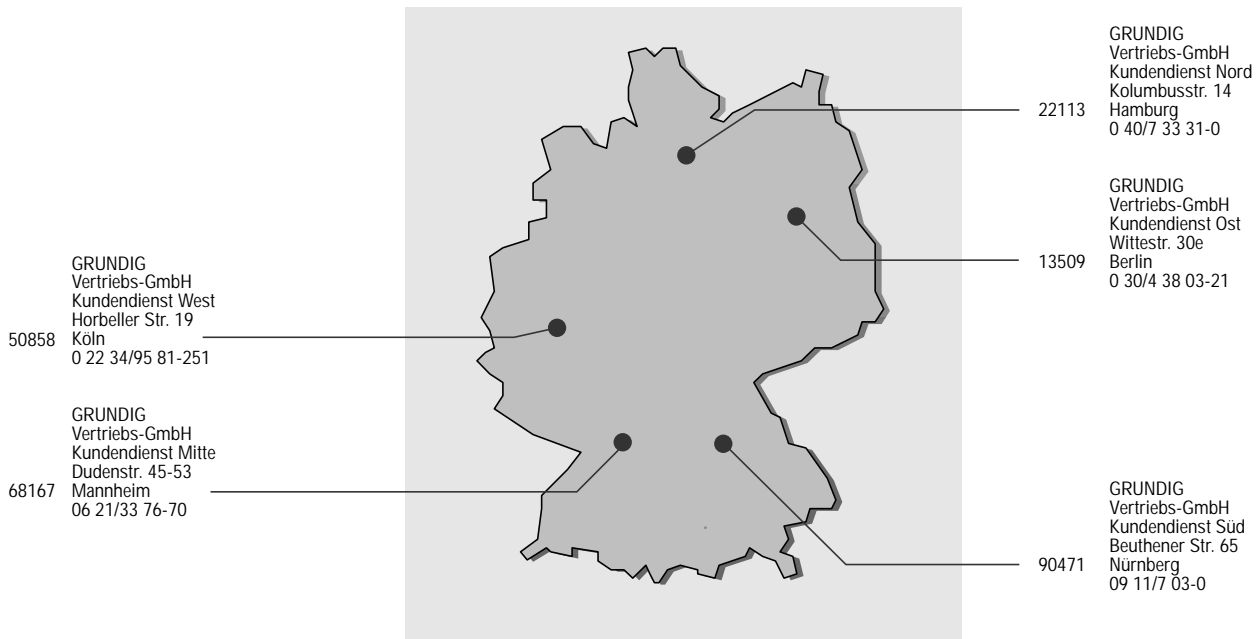 GRUNDIG
Vertriebs-GmbH
Kundendienst Nord
Kolumbusstr. 14
22113 Hamburg
0 40/7 33 31-0
GRUNDIG
Vertriebs-GmbH
Kundendienst Ost
Wittestr. 30e
13509 Berlin
0 30/4 38 03-21
GRUNDIG
Vertriebs-GmbH
Kundendienst West
Horbeller Str. 19
50858 Köln
0 22 34/95 81-251
GRUNDIG
Vertriebs-GmbH
Kundendienst Mitte
Dudenstr. 45-53
68167 Mannheim
06 21/33 76-70
GRUNDIG
Vertriebs-GmbH
Kundendienst Süd
Beuthener Str. 65
90471 Nürnberg
09 11/7 03-0